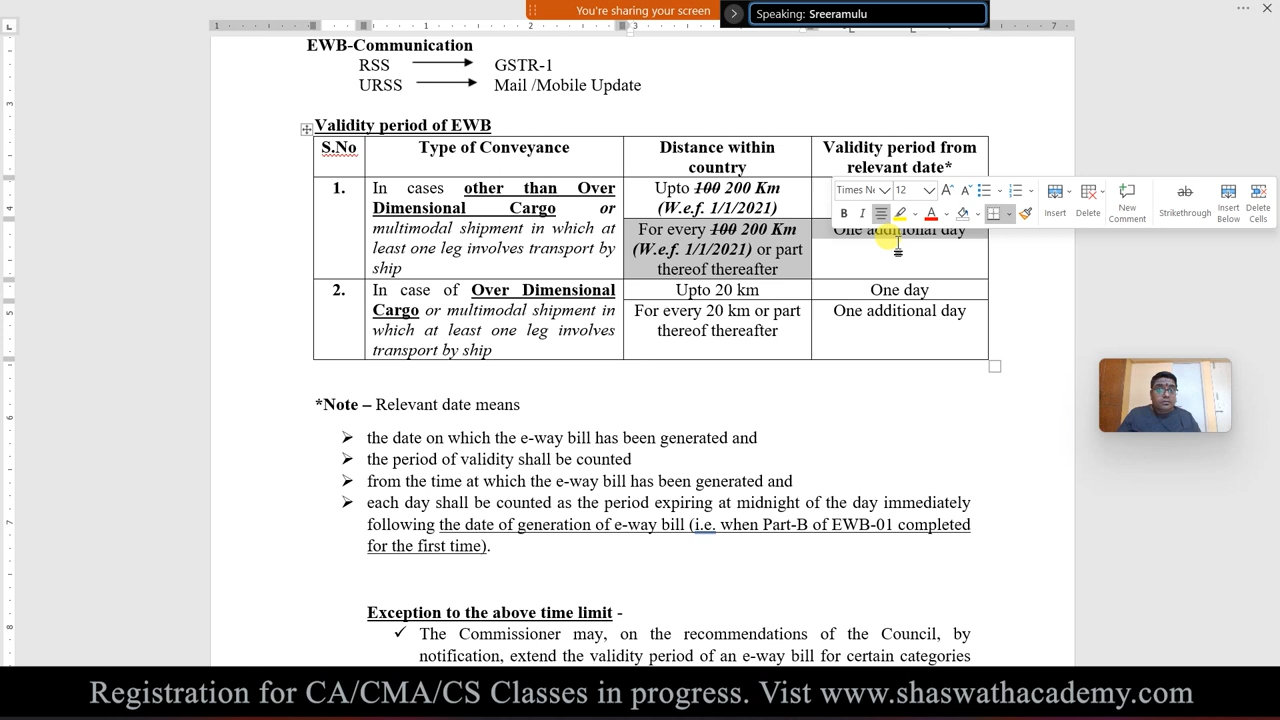 You're sharing your screen
Speaking: Sreeramulu
EWB-Communication
RSS GSTR-1
URSS Mail /Mobile Update
Validity period of EWB
S.No Type of Conveyance Distance within country Validity period from relevant date*
1. In cases other than Over Dimensional Cargo or multimodal shipment in which at least one leg involves transport by ship
Upto 100 200 Km
(W.e.f. 1/1/2021)
For every 100 200 Km
(W.e.f. 1/1/2021) or part
thereof thereafter
One additional day
2. In case of Over Dimensional Cargo or multimodal shipment in which at least one leg involves transport by ship
Upto 20 km One day
For every 20 km or part
thereof thereafter
One additional day
Times Ne 12
Insert Delete New Comment Strikethrough Insert Below Delete Cells
*Note – Relevant date means
the date on which the e-way bill has been generated and
the period of validity shall be counted
from the time at which the e-way bill has been generated and
each day shall be counted as the period expiring at midnight of the day immediately
following the date of generation of e-way bill (i.e. when Part-B of EWB-01 completed
for the first time).
Exception to the above time limit -
The Commissioner may, on the recommendations of the Council, by
notification, extend the validity period of an e-way bill for certain categories
Registration for CA/CMA/CS Classes in progress. Vist www.shaswathacademy.com